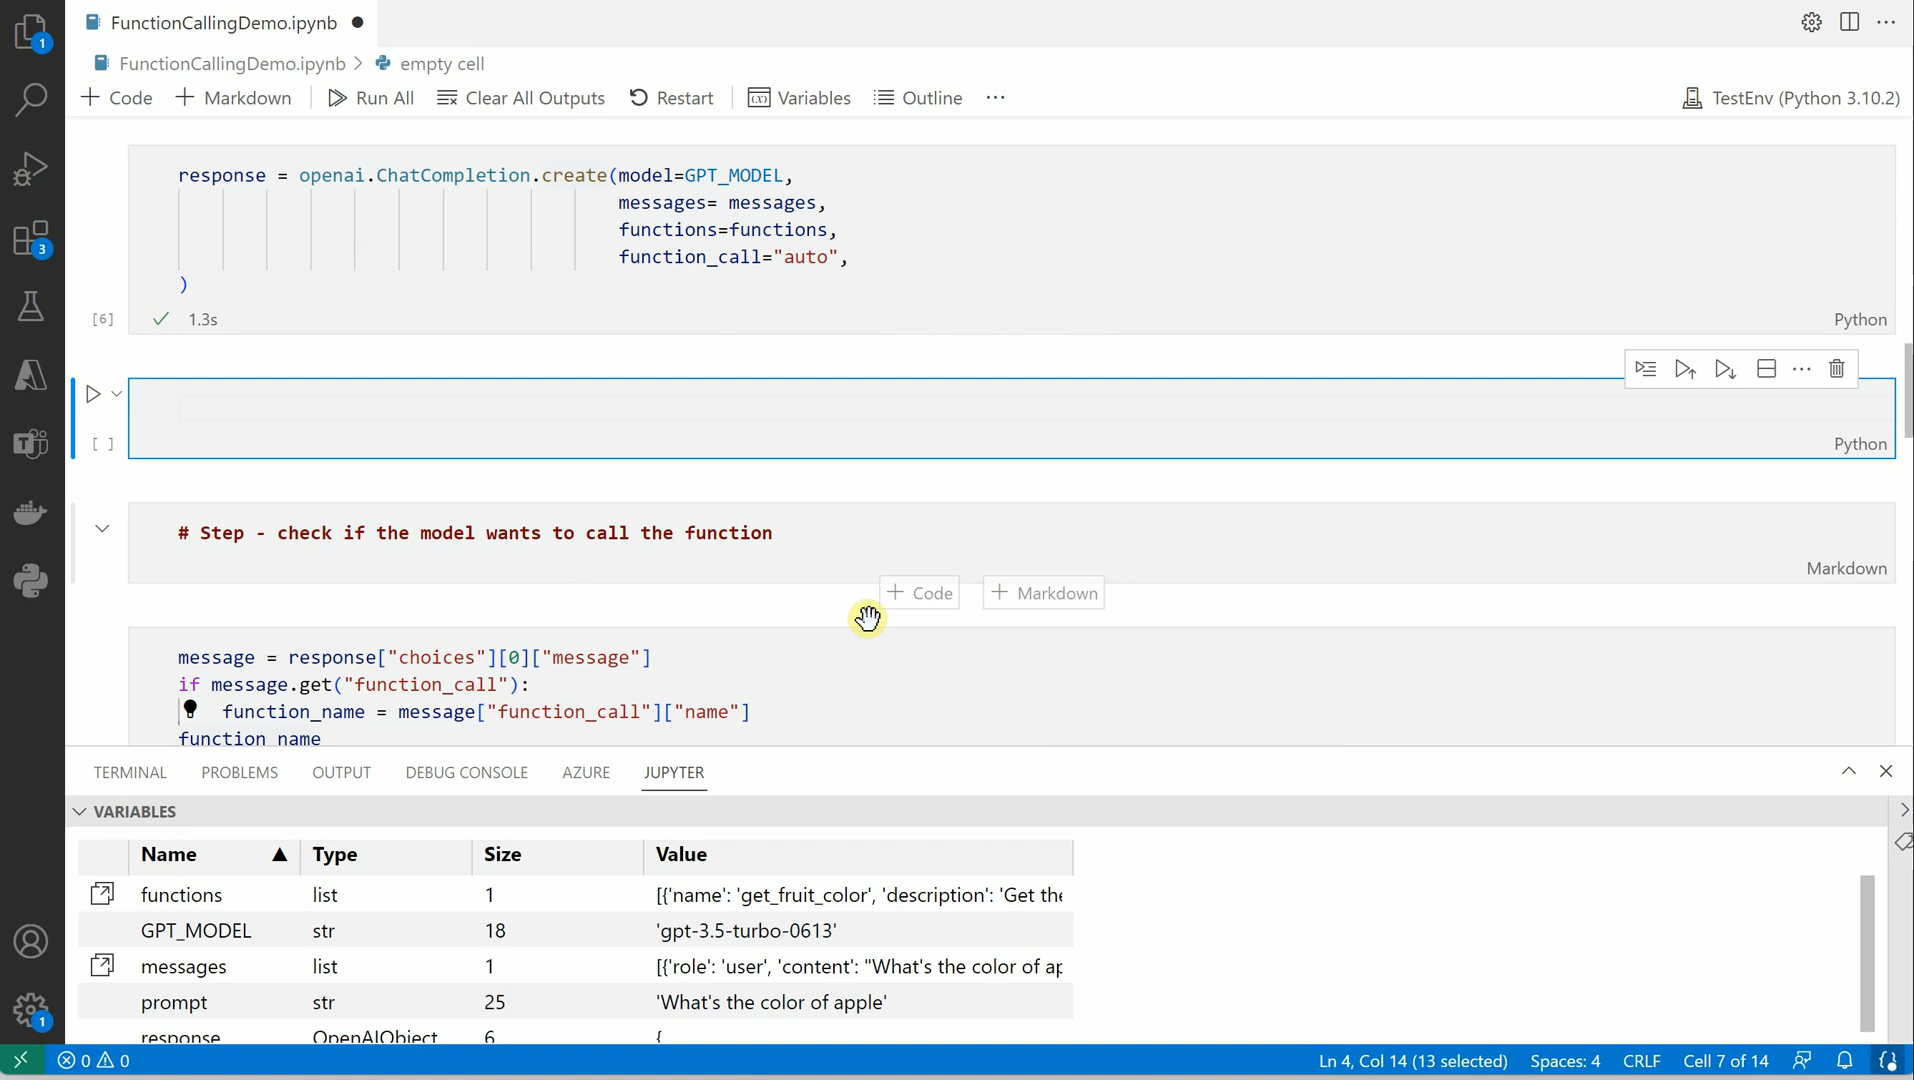 FunctionCallingDemo.ipynb
FunctionCallingDemo.ipynb > empty cell
+ Code + Markdown Run All Clear All Outputs Restart Variables Outline ... TestEnv (Python 3.10.2)
response = openai.ChatCompletion.create(model=GPT_MODEL,
messages= messages,
functions=functions,
function_call="auto",
)
[6] 1.3s Python
[ ] Python
# Step - check if the model wants to call the function
Markdown
+ Code + Markdown
message = response["choices"][0]["message"]
if message.get("function_call"):
function_name = message["function_call"]["name"]
function_name
TERMINAL PROBLEMS OUTPUT DEBUG CONSOLE AZURE JUPYTER
VARIABLES
Name Type Size Value
functions list 1 [{'name': 'get_fruit_color', 'description': 'Get the
GPT_MODEL str 18 'gpt-3.5-turbo-0613'
messages list 1 [{'role': 'user', 'content': "What's the color of ap
prompt str 25 'What's the color of apple'
response OpenAIObject 6 {
0 0 Ln 4, Col 14 (13 selected) Spaces: 4 CRLF Cell 7 of 14
1
3
1